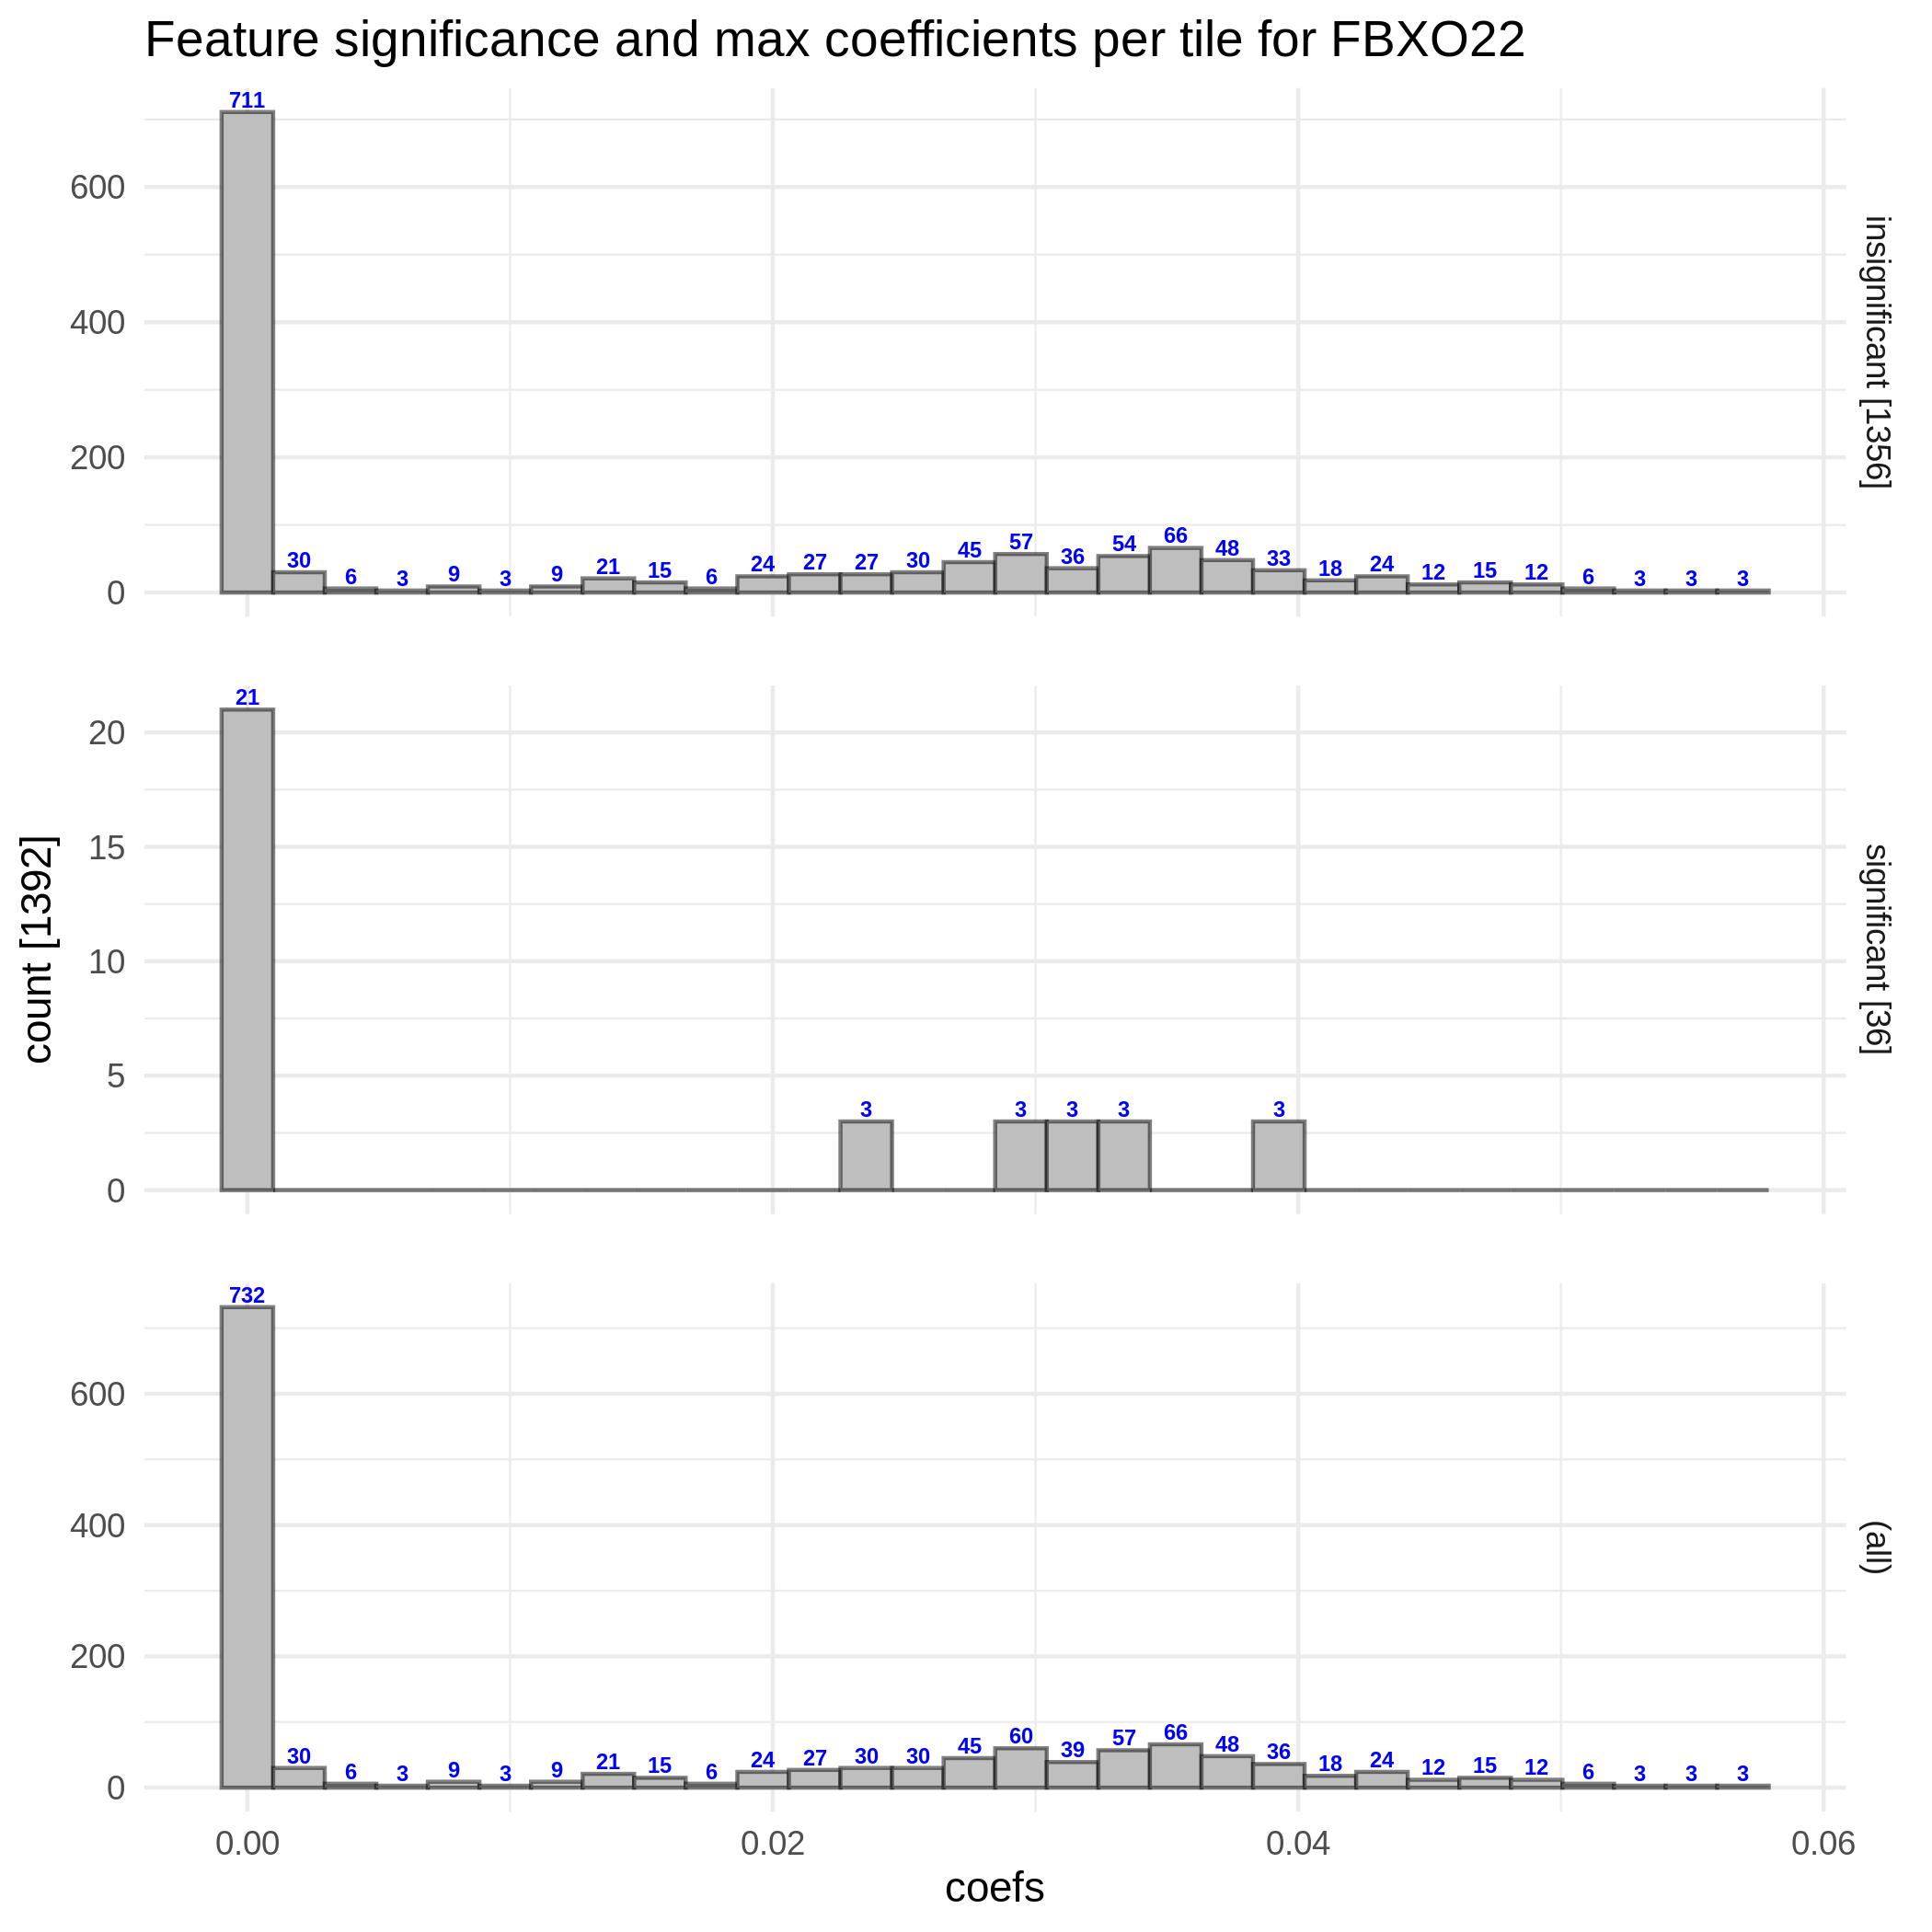 Feature significance and max coefficients per tile for FBXO22
711
600
400
200
0
30 6 3 9 3 9 21 15 6 24 27 27 30 45 57 36 54 66 48 33 18 24 12 15 12 6 3 3 3
insignificant [1356]
21
20
15
10
5
0
3 3 3 3 3
significant [36]
count [1392]
732
600
400
200
0
30 6 3 9 3 9 21 15 6 24 27 30 30 45 60 39 57 66 48 36 18 24 12 15 12 6 3 3 3
(all)
0.00 0.02 0.04 0.06
coefs